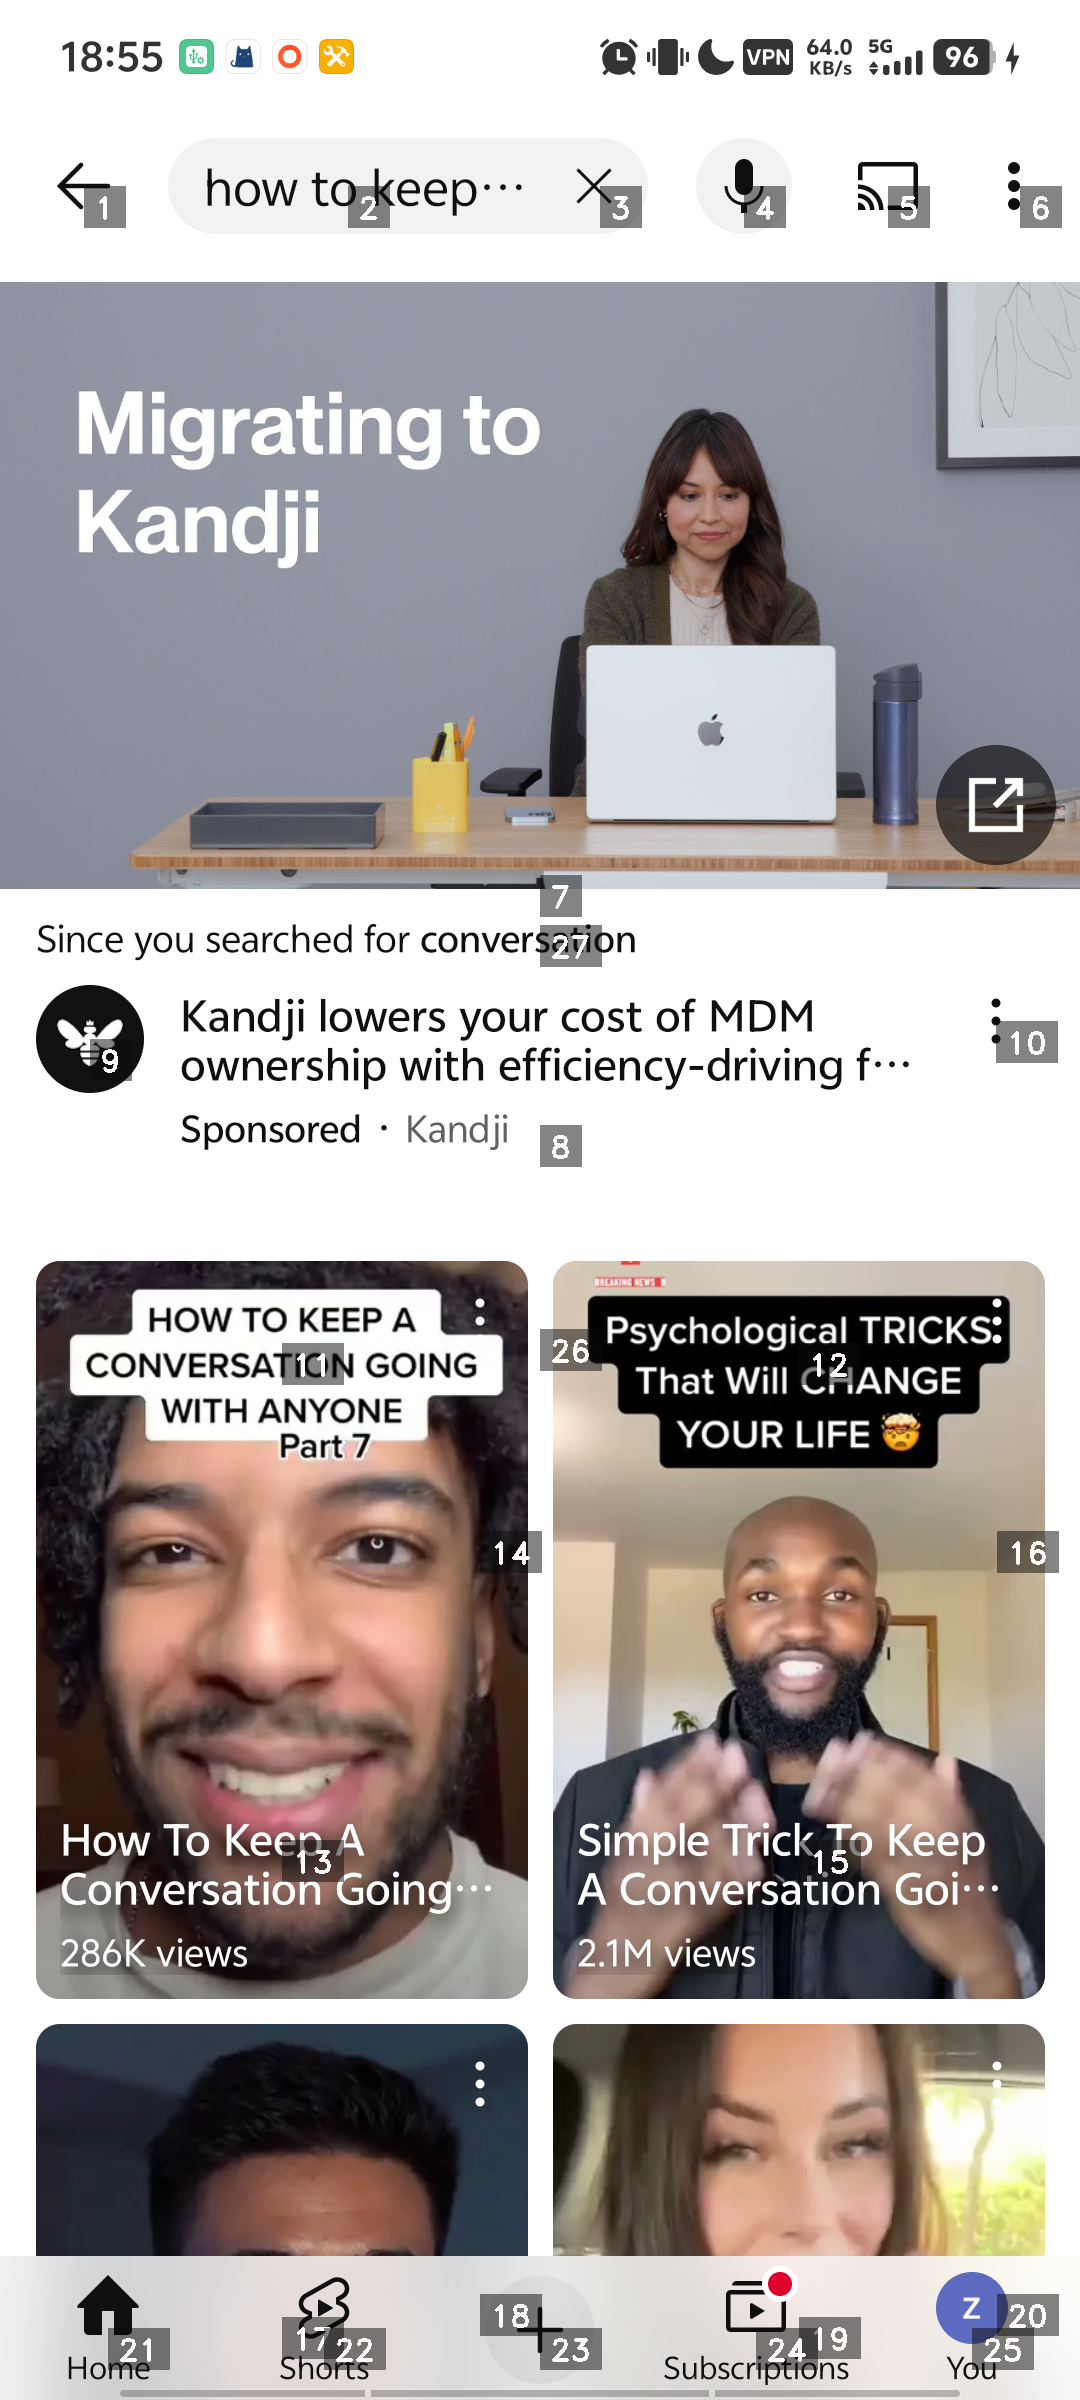 18:55
VPN
64.0
KB/s
5G
96
how to keep...
1
2
3
4
5
6
Migrating to
Kandji
7
Since you searched for conversation
27
Kandji lowers your cost of MDM
ownership with efficiency-driving f...
9
10
Sponsored · Kandji
8
HOW TO KEEP A
CONVERSATION GOING
WITH ANYONE
Part 7
11
14
How To Keep A
Conversation Going...
13
286K views
BREAKING NEWS
Psychological TRICKS
That Will CHANGE
YOUR LIFE 🤯
26
12
16
Simple Trick To Keep
A Conversation Goi...
15
2.1M views
Home
21
Shorts
17
22
18
23
Subscriptions
24
19
Z
You
20
25